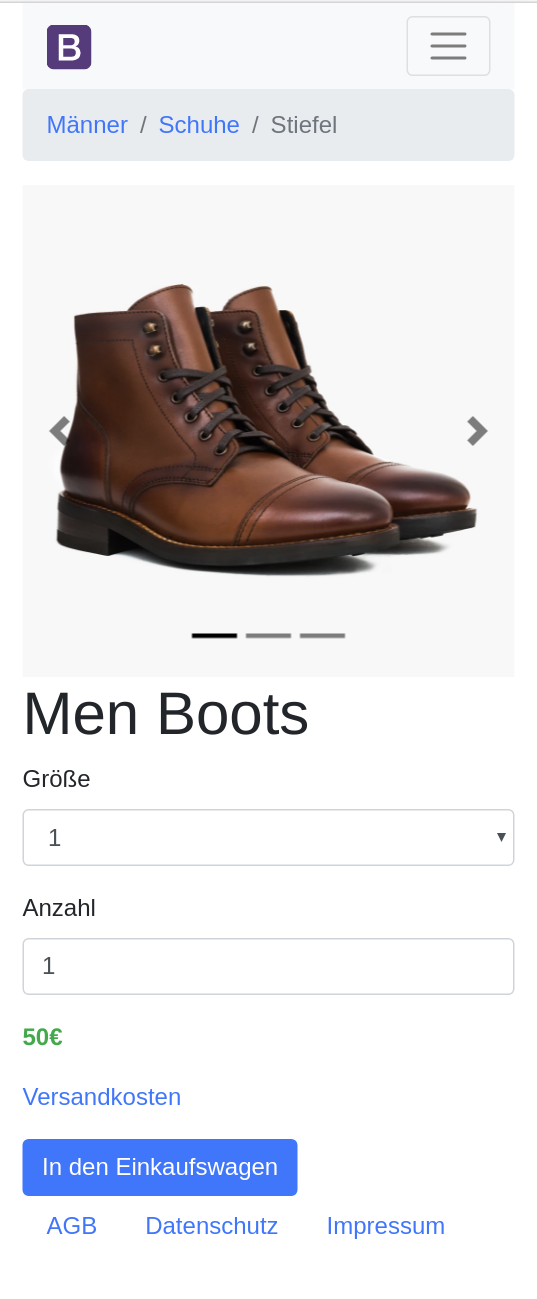 B
Männer / Schuhe / Stiefel
Men Boots
Größe
1
Anzahl
1
50€
Versandkosten
In den Einkaufswagen
AGB Datenschutz Impressum